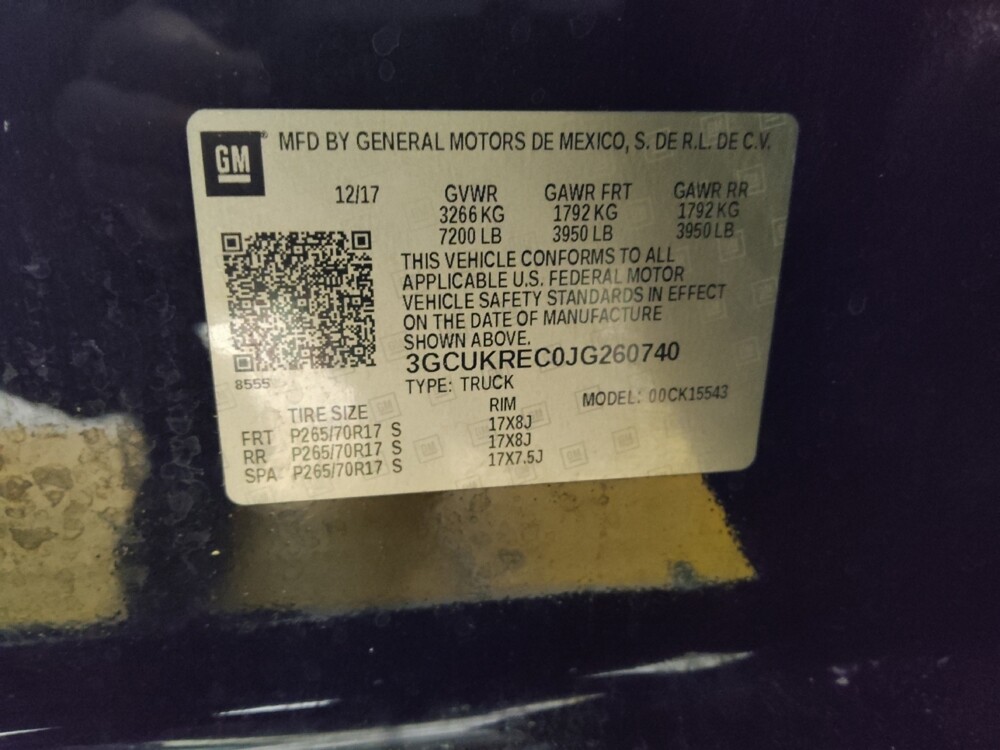 GM
MFD BY GENERAL MOTORS DE MEXICO, S. DE R.L. DE C.V.
12/17 GVWR GAWR FRT GAWR RR
3266 KG 1792 KG 1792 KG
7200 LB 3950 LB 3950 LB
THIS VEHICLE CONFORMS TO ALL
APPLICABLE U.S. FEDERAL MOTOR
VEHICLE SAFETY STANDARDS IN EFFECT
ON THE DATE OF MANUFACTURE
SHOWN ABOVE.
3GCUKREC0JG260740
8555 TYPE: TRUCK
MODEL: 00CK15543
TIRE SIZE RIM
FRT P265/70R17 S 17X8J
RR P265/70R17 S 17X8J
SPA P265/70R17 S 17X7.5J